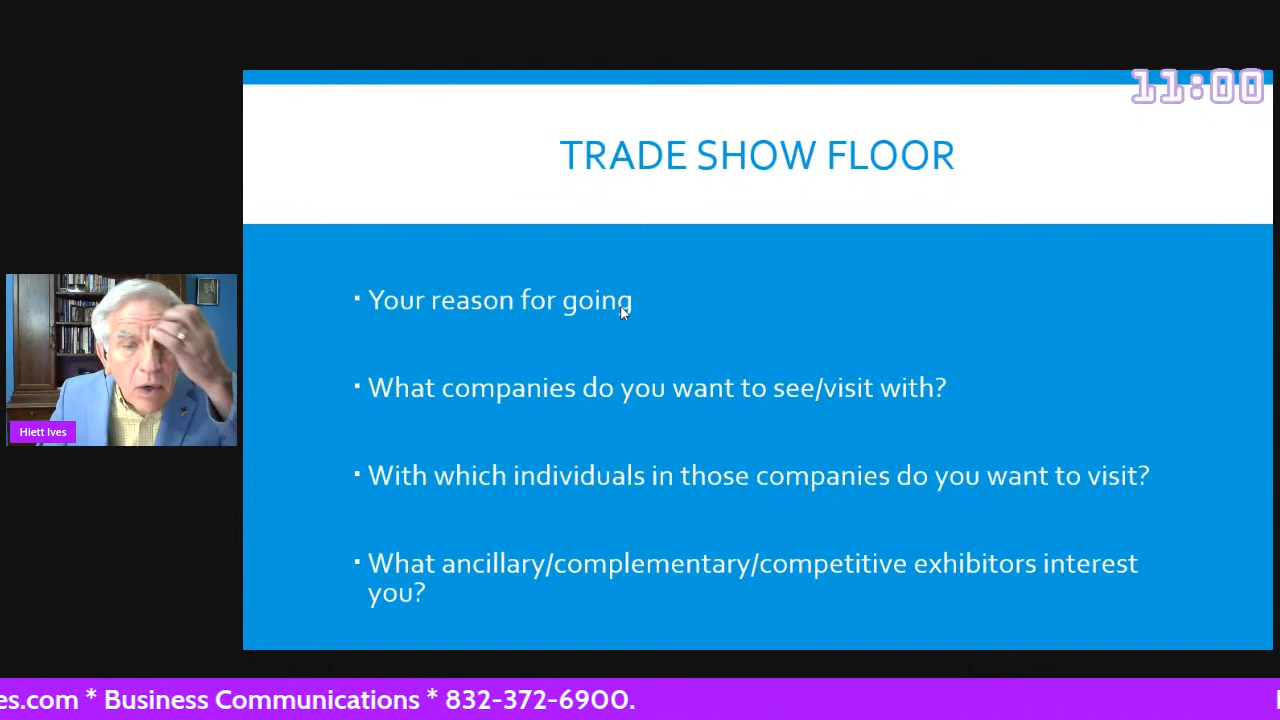 11:00
TRADE SHOW FLOOR
▪ Your reason for going
▪ What companies do you want to see/visit with?
▪ With which individuals in those companies do you want to visit?
▪ What ancillary/complementary/competitive exhibitors interest
you?
Hiett Ives
es.com * Business Communications * 832-372-6900.